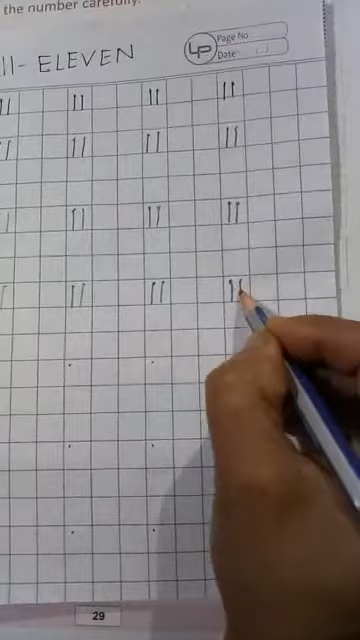 the number carefully.
11- ELEVEN
LP
Page No
Date
11 11 11 11
11 11 11 11
11 11 11 11
11 11 11 11
29